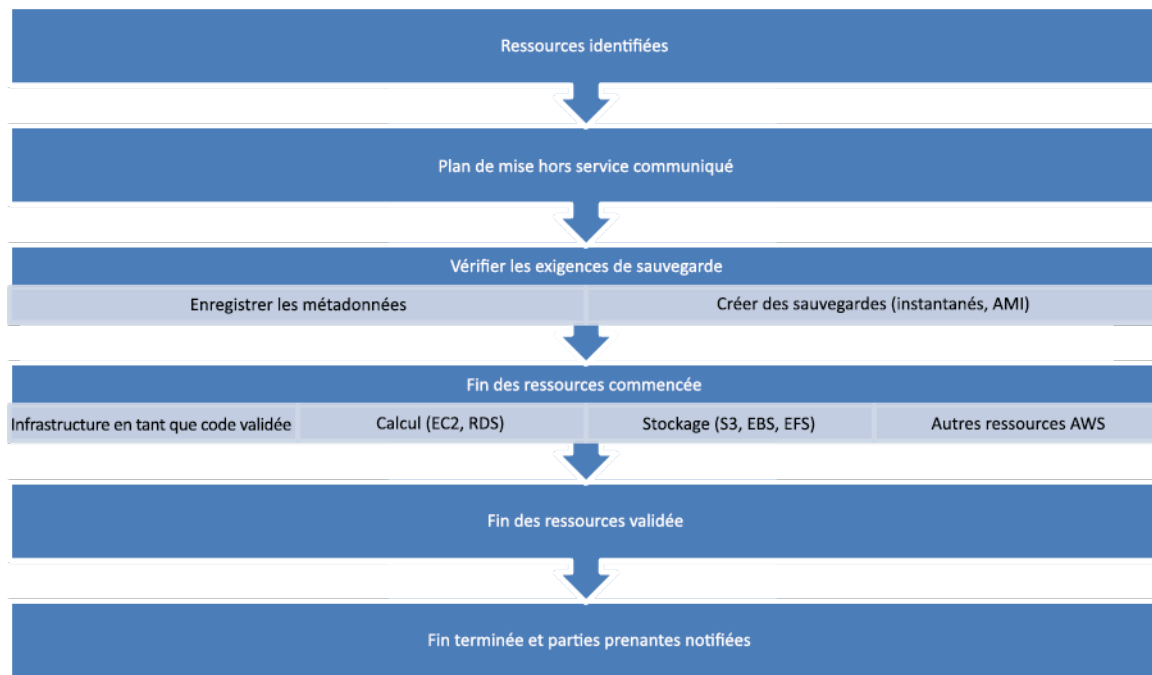 Ressources identifiées
Plan de mise hors service communiqué
Vérifier les exigences de sauvegarde
Enregistrer les métadonnées
Créer des sauvegardes (instantanés, AMI)
Fin des ressources commencée
Infrastructure en tant que code validée
Calcul (EC2, RDS)
Stockage (S3, EBS, EFS)
Autres ressources AWS
Fin des ressources validée
Fin terminée et parties prenantes notifiées